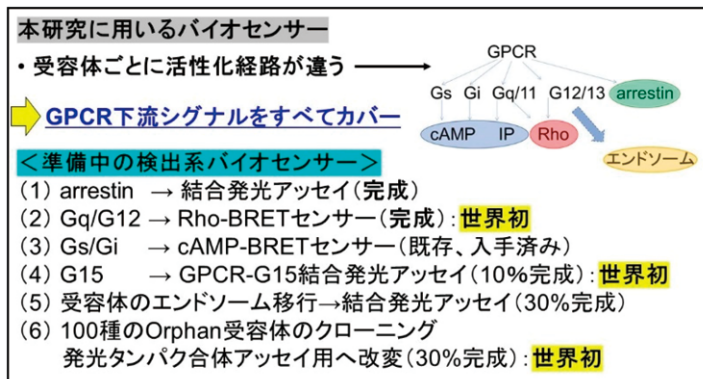 本研究に用いるバイオセンサー
・受容体ごとに活性化経路が違う
GPCR
Gs Gi Gq/11 G12/13 arrestin
cAMP IP Rho
エンドソーム
GPCR下流シグナルをすべてカバー
＜準備中の検出系バイオセンサー＞
(1) arrestin → 結合発光アッセイ(完成)
(2) Gq/G12 → Rho-BRETセンサー(完成)：世界初
(3) Gs/Gi → cAMP-BRETセンサー(既存、入手済み)
(4) G15 → GPCR-G15結合発光アッセイ(10%完成)：世界初
(5) 受容体のエンドソーム移行→結合発光アッセイ(30%完成)
(6) 100種のOrphan受容体のクローニング
発光タンパク合体アッセイ用へ改変(30%完成)：世界初